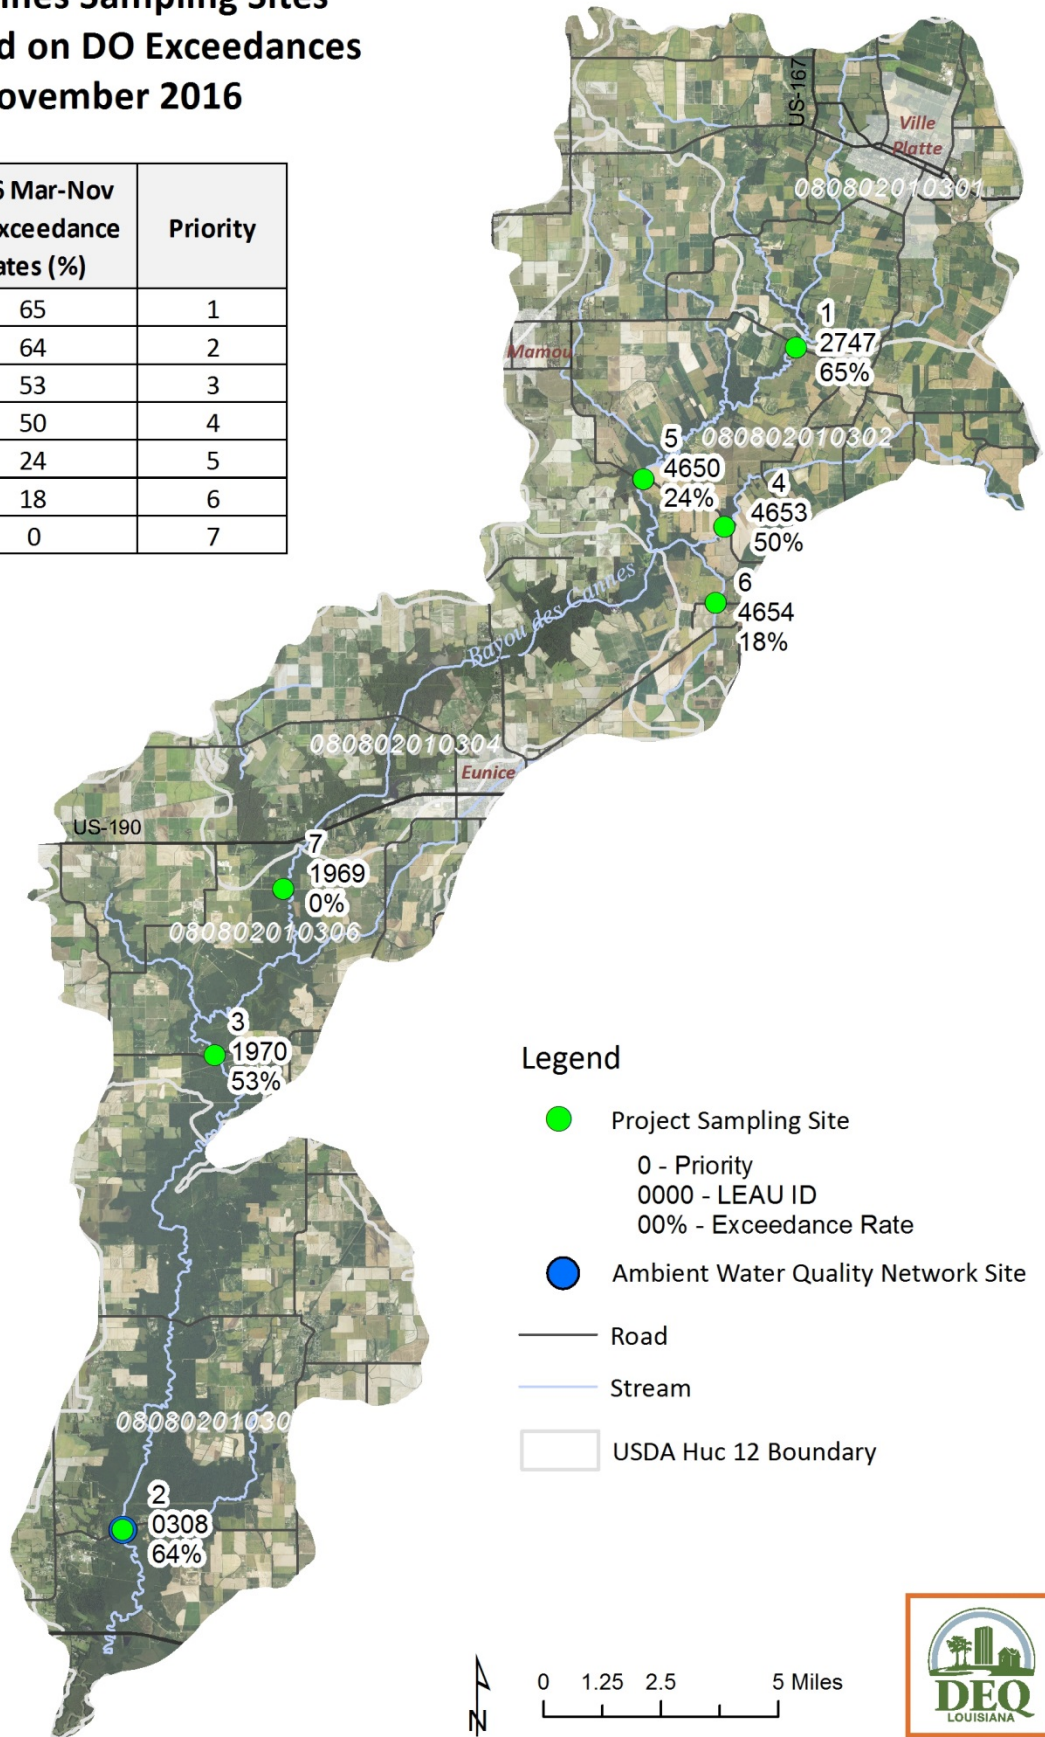 nes Sampling Sites
d on DO Exceedances
ovember 2016
6 Mar-Nov
xceedance
ates (%)
Priority
65 1
64 2
53 3
50 4
24 5
18 6
0 7
US-167
Ville
Platte
080802010301
Mamou
1
2747
65%
080802010302
5
4650
24%
4
4653
50%
6
4654
18%
Bayou des Cannes
080802010304
Eunice
US-190
7
1969
0%
080802010306
3
1970
53%
08080201030
2
0308
64%
Legend
Project Sampling Site
0 - Priority
0000 - LEAU ID
00% - Exceedance Rate
Ambient Water Quality Network Site
Road
Stream
USDA Huc 12 Boundary
N
0 1.25 2.5 5 Miles
DEQ
LOUISIANA